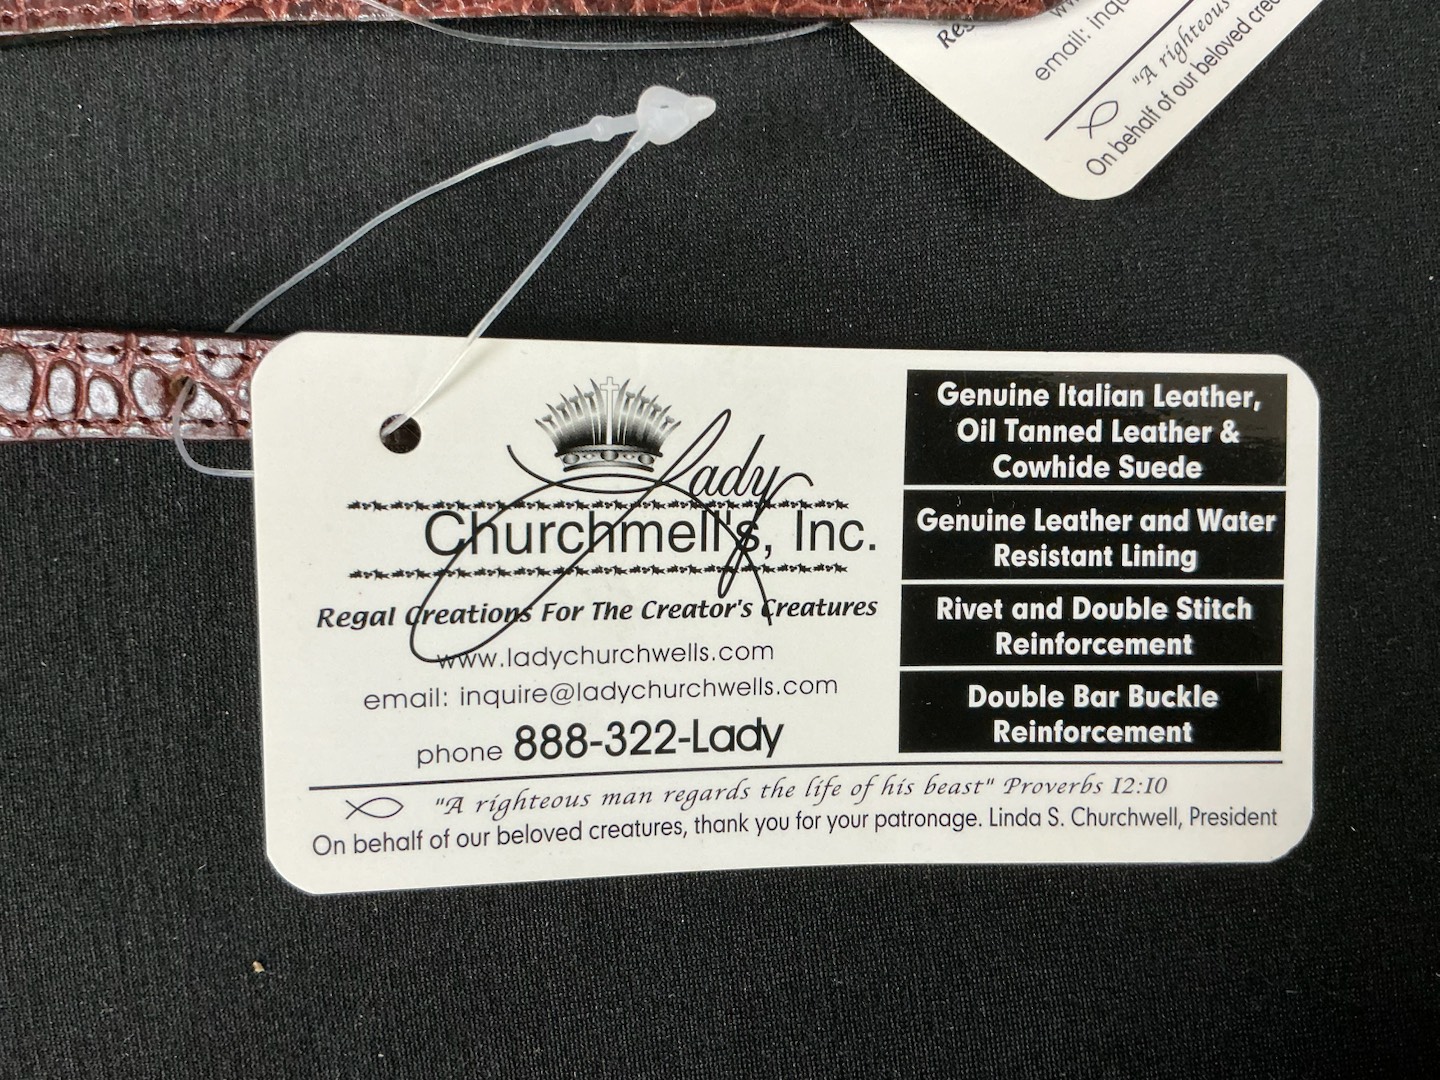 Reg
ww
email: inqu
"A righteous
On behalf of our beloved crea
Lady
Churchmell's, Inc.
Regal Creations For The Creator's Creatures
www.ladychurchwells.com
email: inquire@ladychurchwells.com
phone 888-322-Lady
Genuine Italian Leather,
Oil Tanned Leather &
Cowhide Suede
Genuine Leather and Water
Resistant Lining
Rivet and Double Stitch
Reinforcement
Double Bar Buckle
Reinforcement
"A righteous man regards the life of his beast" Proverbs 12:10
On behalf of our beloved creatures, thank you for your patronage. Linda S. Churchwell, President